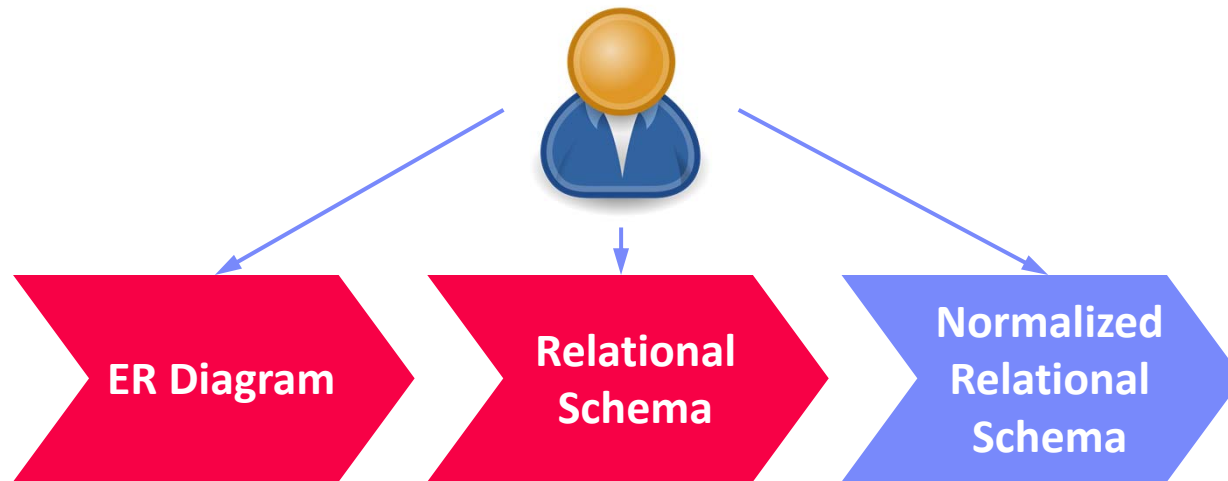 ER Diagram
Relational
Schema
Normalized
Relational
Schema